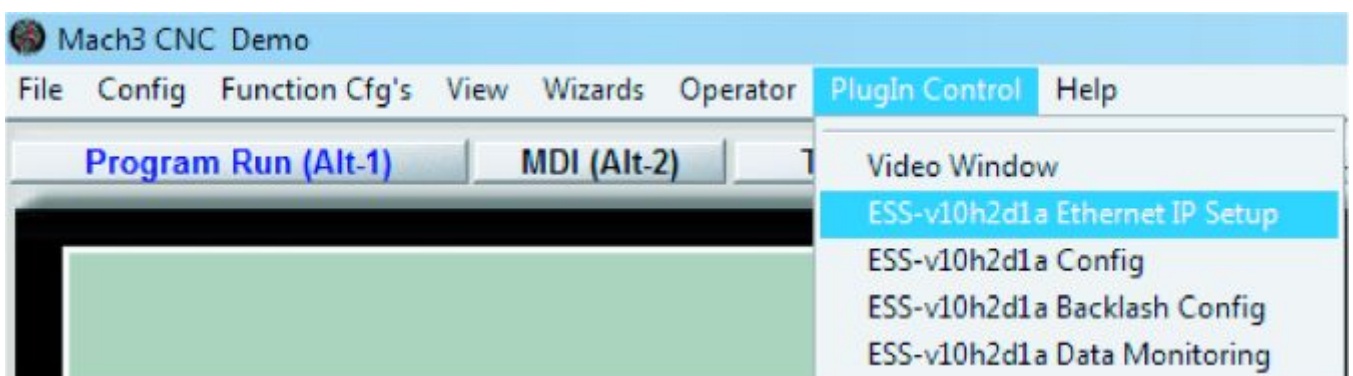 Mach3 CNC Demo
File Config Function Cfg's View Wizards Operator PlugIn Control Help
Program Run (Alt-1) MDI (Alt-2) T
Video Window
ESS-v10h2d1a Ethernet IP Setup
ESS-v10h2d1a Config
ESS-v10h2d1a Backlash Config
ESS-v10h2d1a Data Monitoring